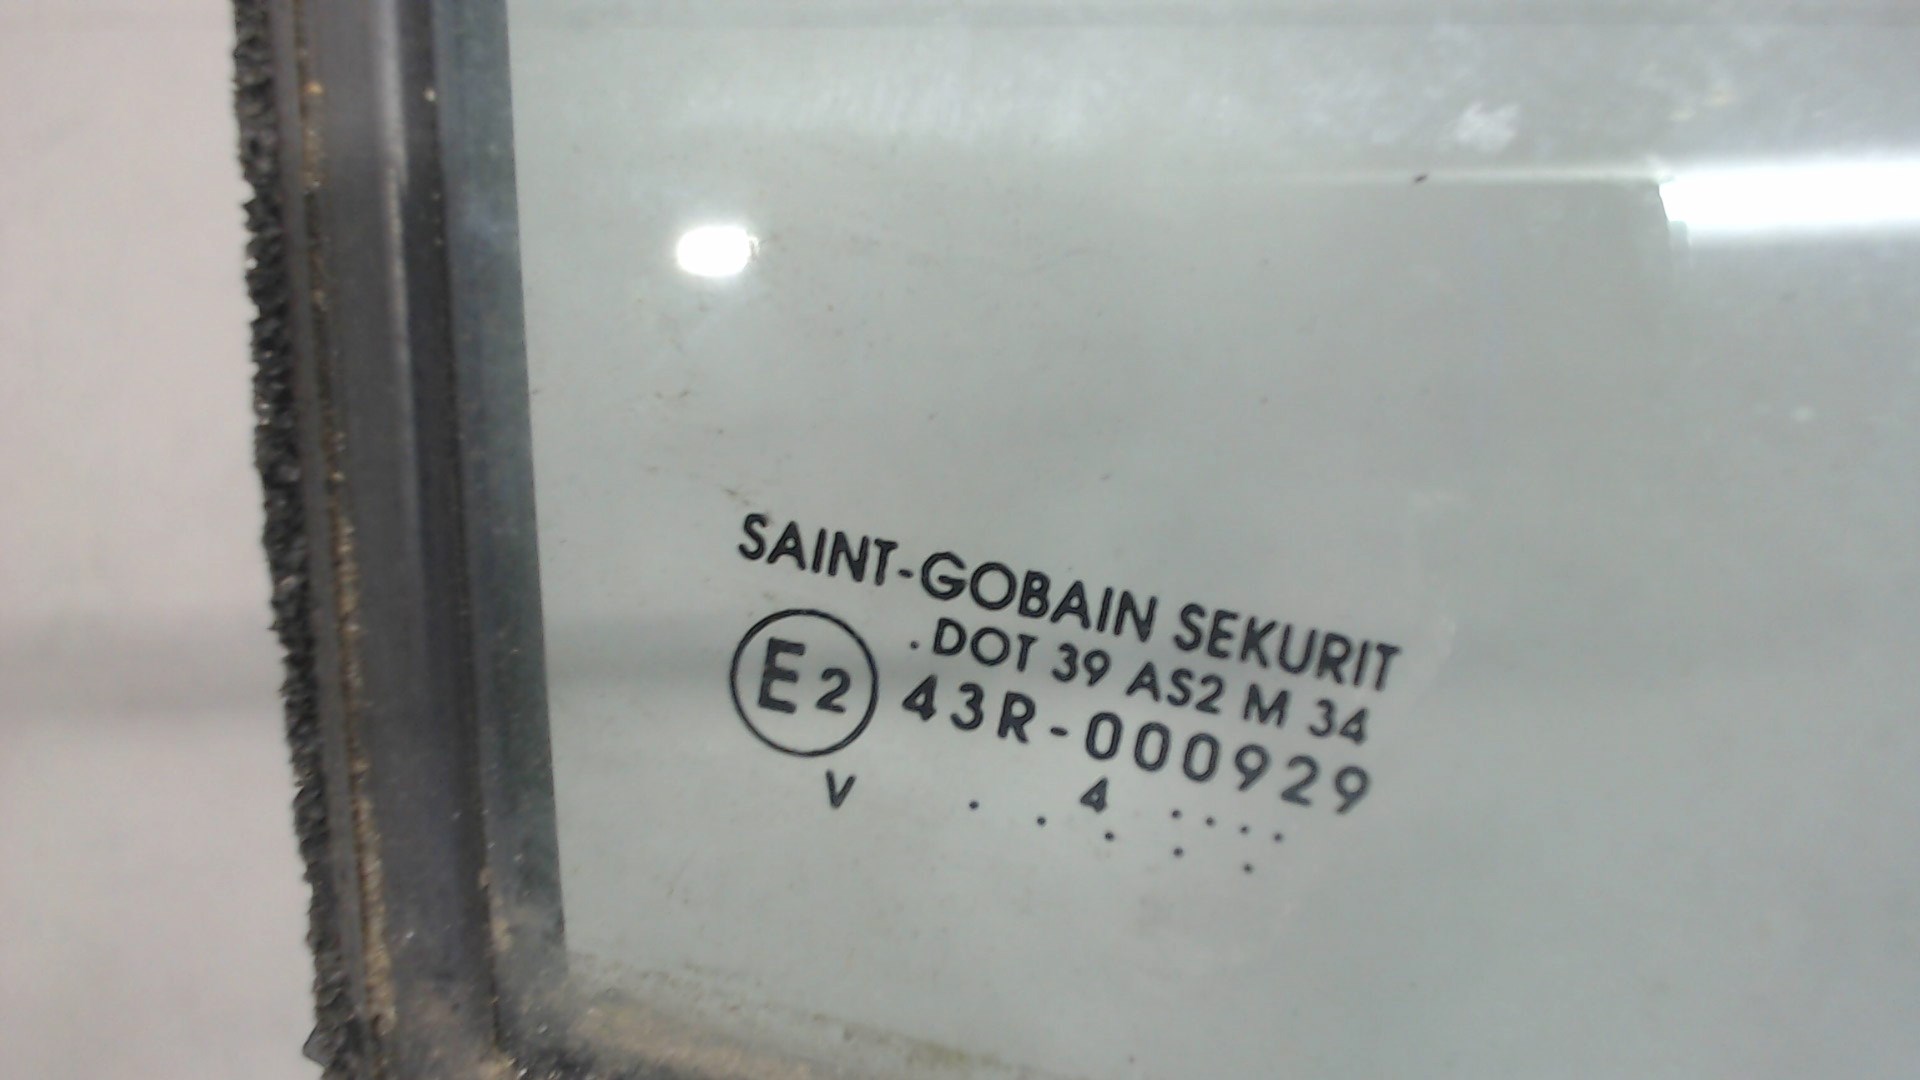 SAINT-GOBAIN SEKURIT
.DOT 39 AS2 M 34
E2 43R-000929
V . . 4 . . . . . . .